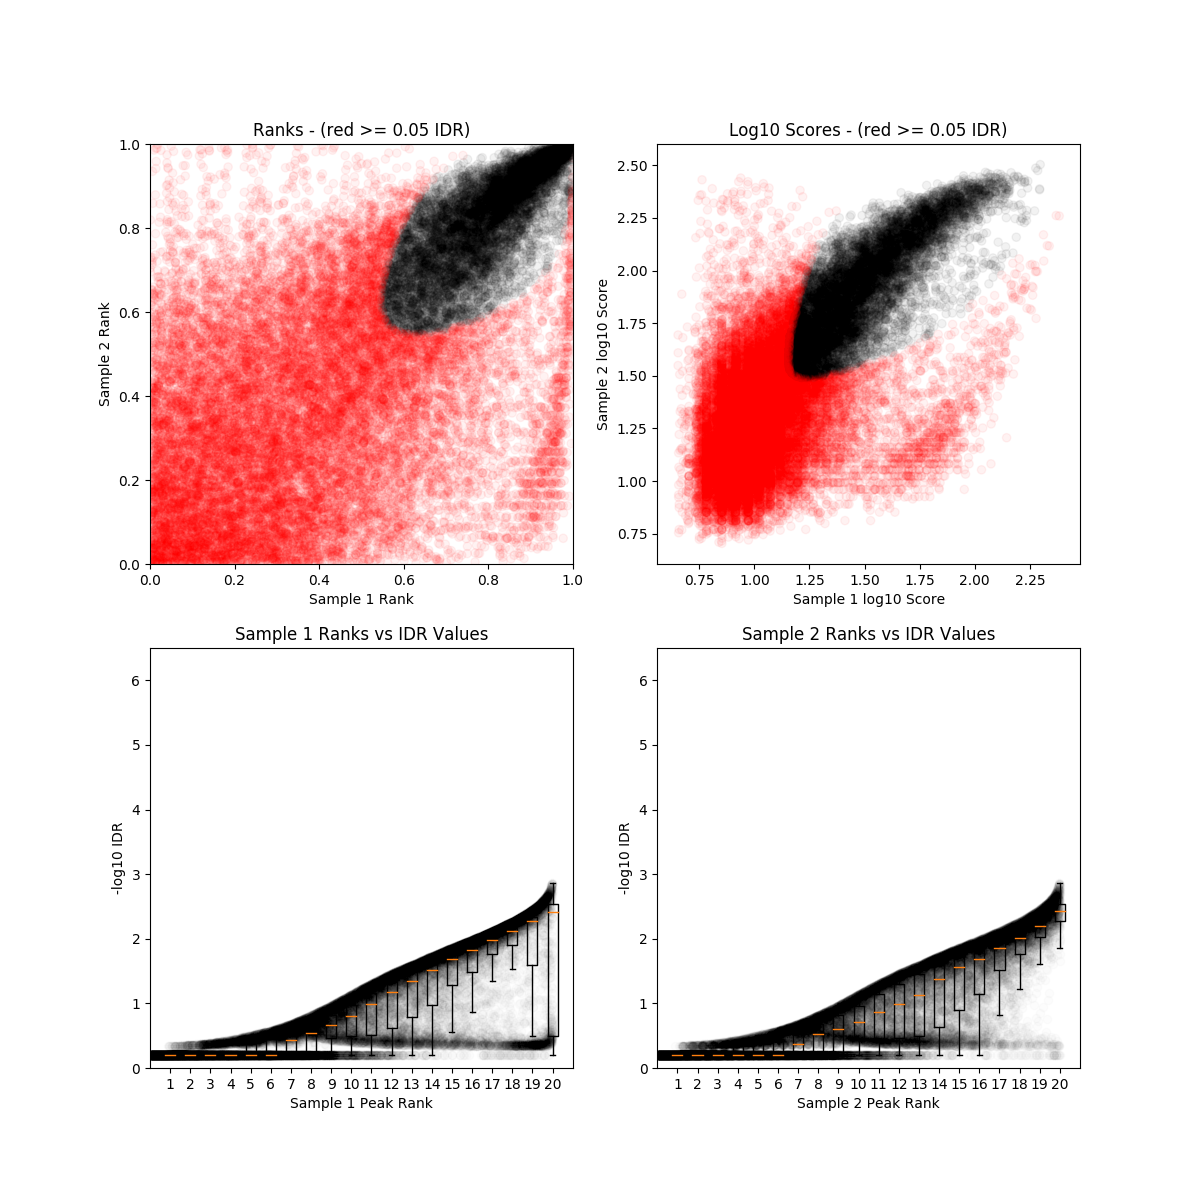 Ranks - (red >= 0.05 IDR)
1.0
0.8
0.6
0.4
0.2
0.0
Sample 2 Rank
0.0 0.2 0.4 0.6 0.8 1.0
Sample 1 Rank
Log10 Scores - (red >= 0.05 IDR)
2.50
2.25
2.00
1.75
1.50
1.25
1.00
0.75
Sample 2 log10 Score
0.75 1.00 1.25 1.50 1.75 2.00 2.25
Sample 1 log10 Score
Sample 1 Ranks vs IDR Values
6
5
4
3
2
1
0
-log10 IDR
1 2 3 4 5 6 7 8 9 10 11 12 13 14 15 16 17 18 19 20
Sample 1 Peak Rank
Sample 2 Ranks vs IDR Values
6
5
4
3
2
1
0
-log10 IDR
1 2 3 4 5 6 7 8 9 10 11 12 13 14 15 16 17 18 19 20
Sample 2 Peak Rank